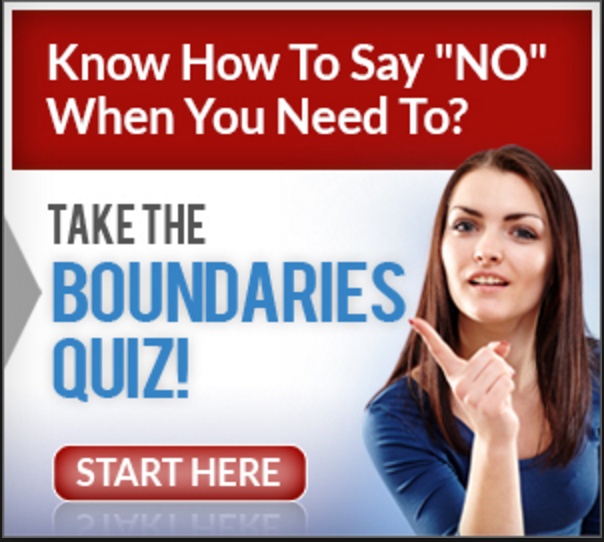 Know How To Say "NO"
When You Need To?
TAKE THE
BOUNDARIES
QUIZ!
START HERE